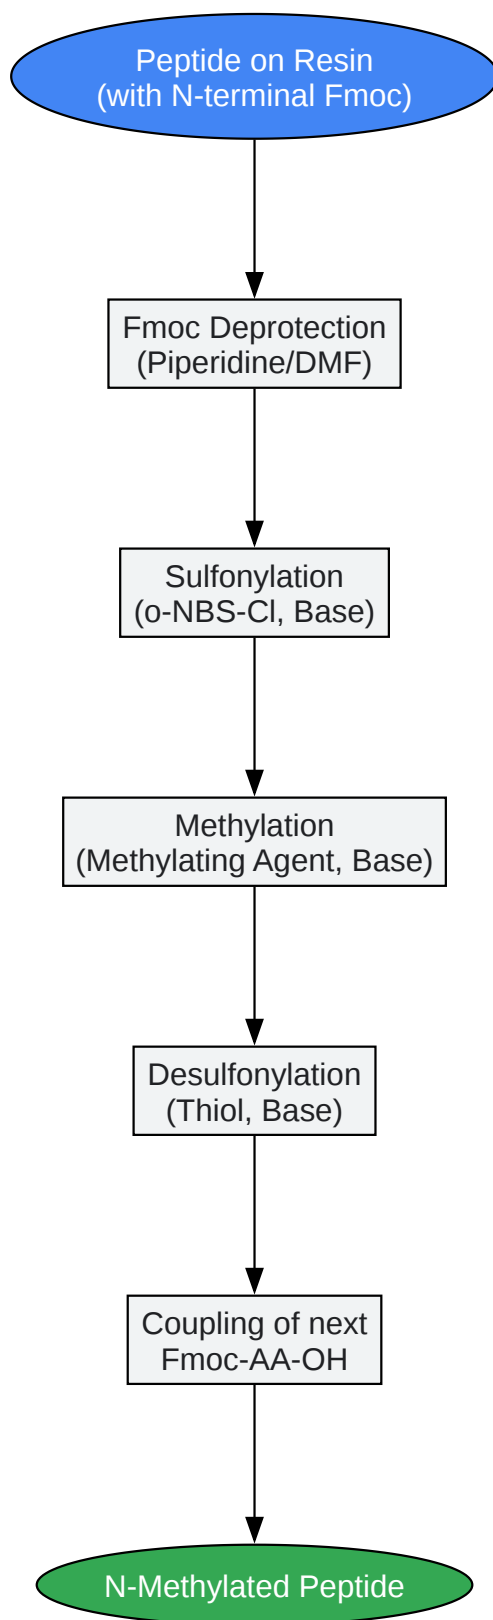 Peptide on Resin
(with N-terminal Fmoc)
Fmoc Deprotection
(Piperidine/DMF)
Sulfonylation
(o-NBS-Cl, Base)
Methylation
(Methylating Agent, Base)
Desulfonylation
(Thiol, Base)
Coupling of next
Fmoc-AA-OH
N-Methylated Peptide